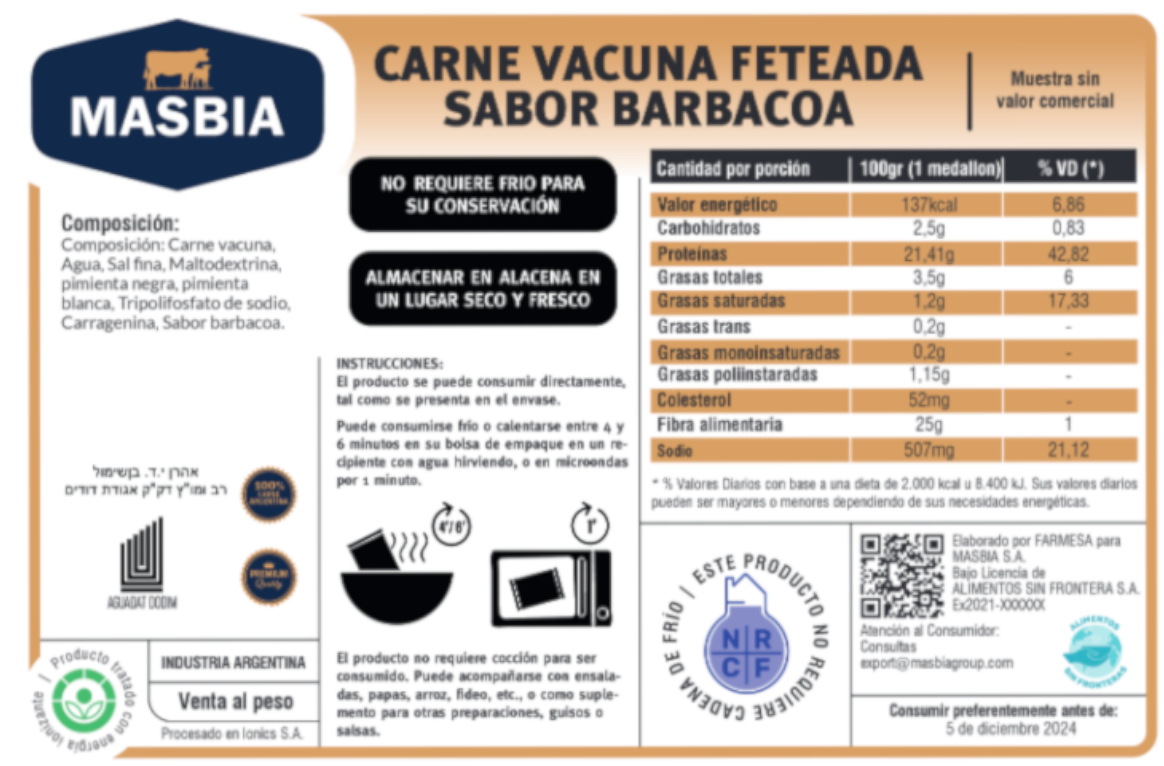 MASBIA
CARNE VACUNA FETEADA
SABOR BARBACOA
Muestra sin
valor comercial
Composición:
Composición: Carne vacuna,
Agua, Sal fina, Maltodextrina,
pimienta negra, pimienta
blanca, Tripolifosfato de sodio,
Carragenina, Sabor barbacoa.
אהרן י.ד. בןשימול
רב ומו"ץ דק"ק אגודת דודים
AGUADAT DODIM
100%
CARNE
ARGENTINA
PREMIUM
Quality
Producto tratado con energía ionizante /
INDUSTRIA ARGENTINA
Venta al peso
Procesado en Ionics S.A.
NO REQUIERE FRIO PARA
SU CONSERVACIÓN
ALMACENAR EN ALACENA EN
UN LUGAR SECO Y FRESCO
INSTRUCCIONES:
El producto se puede consumir directamente,
tal como se presenta en el envase.
Puede consumirse frío o calentarse entre 4 y
6 minutos en su bolsa de empaque en un re-
cipiente con agua hirviendo, o en microondas
por 1 minuto.
4'/6'
1'
El producto no requiere cocción para ser
consumido. Puede acompañarse con ensala-
das, papas, arroz, fideo, etc., o como suple-
mento para otras preparaciones, guisos o
salsas.
Cantidad por porción 100gr (1 medallon) % VD (*)
Valor energético 137kcal 6,86
Carbohidratos 2,5g 0,83
Proteínas 21,41g 42,82
Grasas totales 3,5g 6
Grasas saturadas 1,2g 17,33
Grasas trans 0,2g -
Grasas monoinsaturadas 0,2g -
Grasas poliinstaradas 1,15g -
Colesterol 52mg -
Fibra alimentaria 25g 1
Sodio 507mg 21,12
* % Valores Diarios con base a una dieta de 2.000 kcal u 8.400 kJ. Sus valores diarios
pueden ser mayores o menores dependiendo de sus necesidades energéticas.
ESTE PRODUCTO NO REQUIERE CADENA DE FRÍO /
NR
CF
Elaborado por FARMESA para
MASBIA S.A.
Bajo Licencia de
ALIMENTOS SIN FRONTERA S.A.
Ex2021-XXXXXX
Atención al Consumidor:
Consultas
export@masbiagroup.com
ALIMENTOS
SIN FRONTERAS
Consumir preferentemente antes de:
5 de diciembre 2024